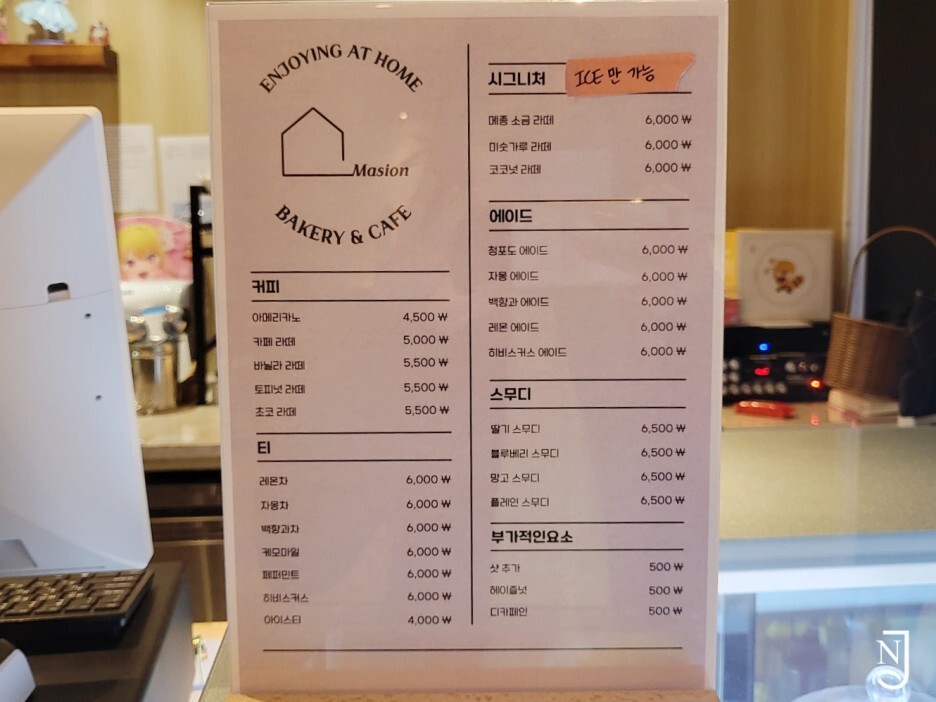 ENJOYING AT HOME
Masion
BAKERY & CAFE
커피
아메리카노 4,500 ₩
카페 라떼 5,000 ₩
바닐라 라떼 5,500 ₩
토피넛 라떼 5,500 ₩
초코 라떼 5,500 ₩
티
레몬차 6,000 ₩
자몽차 6,000 ₩
백향과차 6,000 ₩
케모마일 6,000 ₩
페퍼민트 6,000 ₩
히비스커스 6,000 ₩
아이스티 4,000 ₩
시그니처 ICE 만 가능
메종 소금 라떼 6,000 ₩
미숫가루 라떼 6,000 ₩
코코넛 라떼 6,000 ₩
에이드
청포도 에이드 6,000 ₩
자몽 에이드 6,000 ₩
백향과 에이드 6,000 ₩
레몬 에이드 6,000 ₩
히비스커스 에이드 6,000 ₩
스무디
딸기 스무디 6,500 ₩
블루베리 스무디 6,500 ₩
망고 스무디 6,500 ₩
플레인 스무디 6,500 ₩
부가적인요소
샷 추가 500 ₩
헤이즐넛 500 ₩
디카페인 500 ₩
NJ